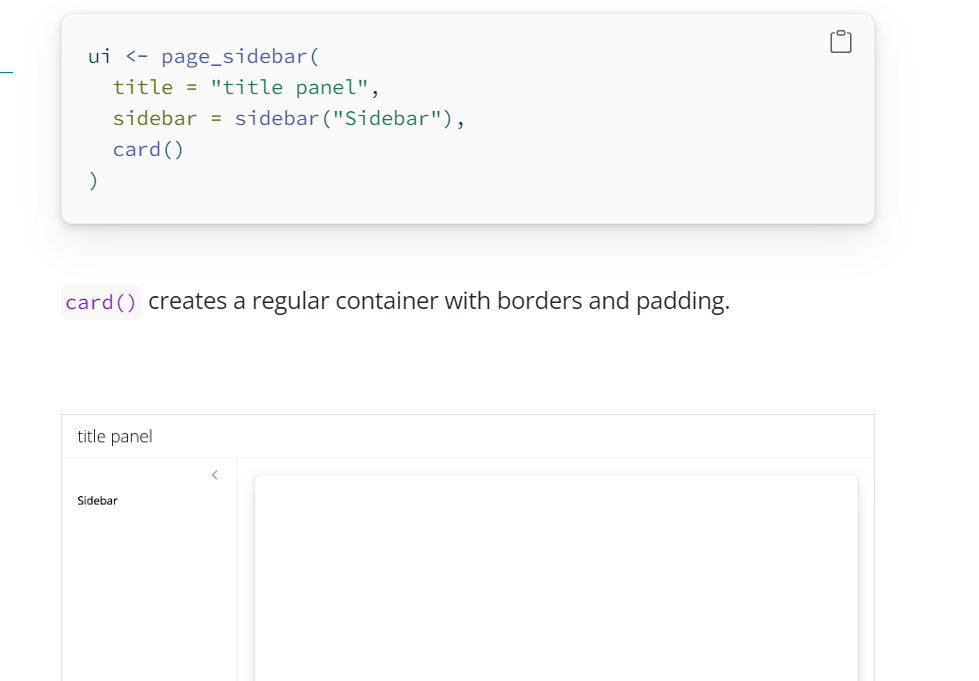 ui <- page_sidebar(
  title = "title panel",
  sidebar = sidebar("Sidebar"),
  card()
)
card() creates a regular container with borders and padding.
title panel
Sidebar